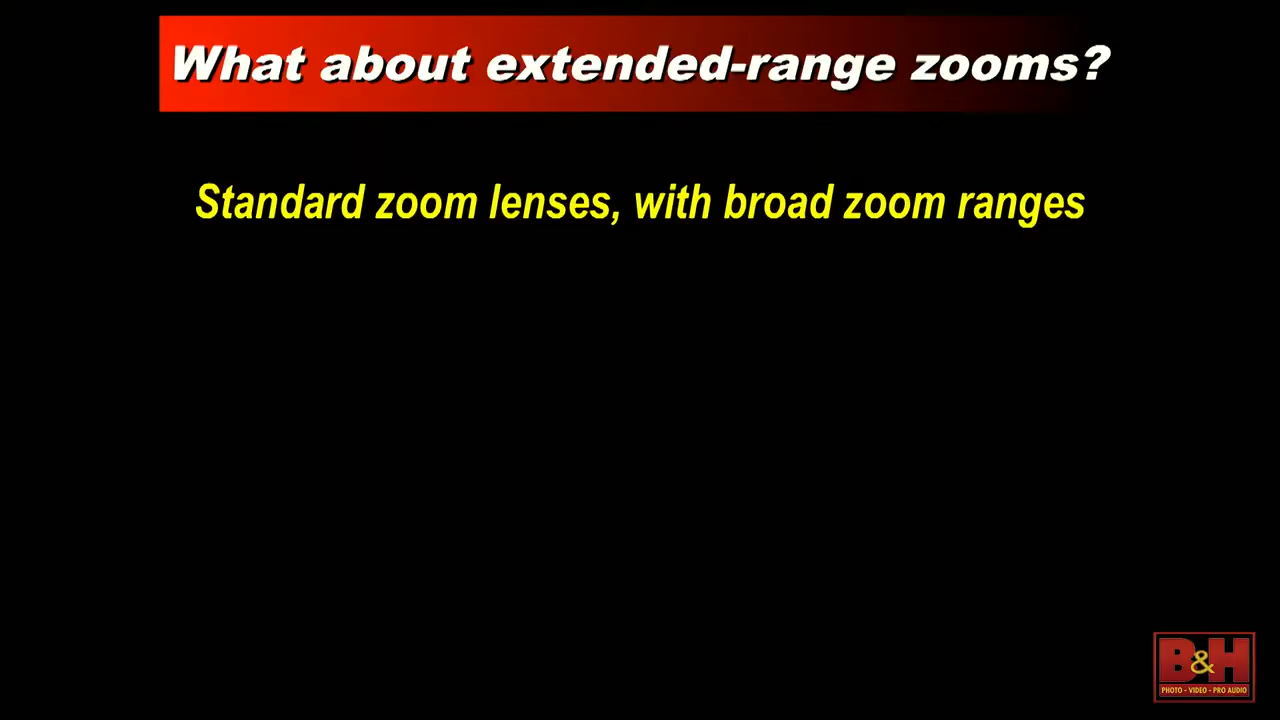 What about extended-range zooms?
Standard zoom lenses, with broad zoom ranges
B&H
PHOTO - VIDEO - PRO AUDIO